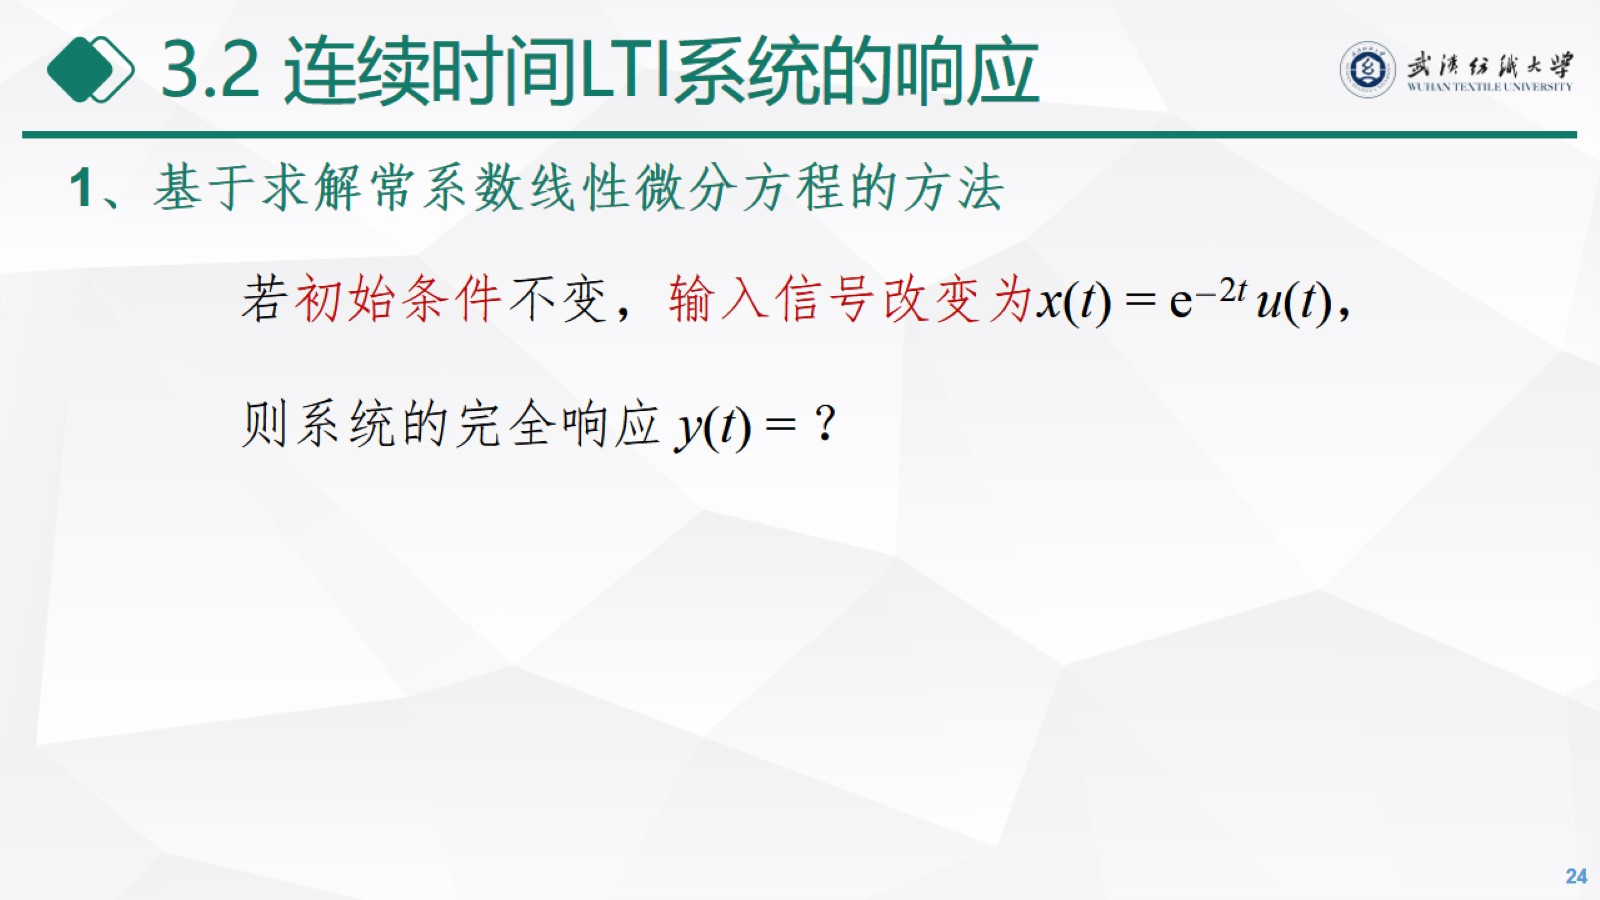 3.2 连续时间LTI系统的响应
武汉纺织大学
WUHAN TEXTILE UNIVERSITY
1、基于求解常系数线性微分方程的方法
若初始条件不变，输入信号改变为x(t) = e⁻²ᵗ u(t)，
则系统的完全响应 y(t) = ？
24